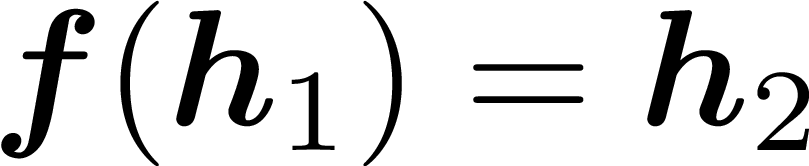 f(h₁) = h₂